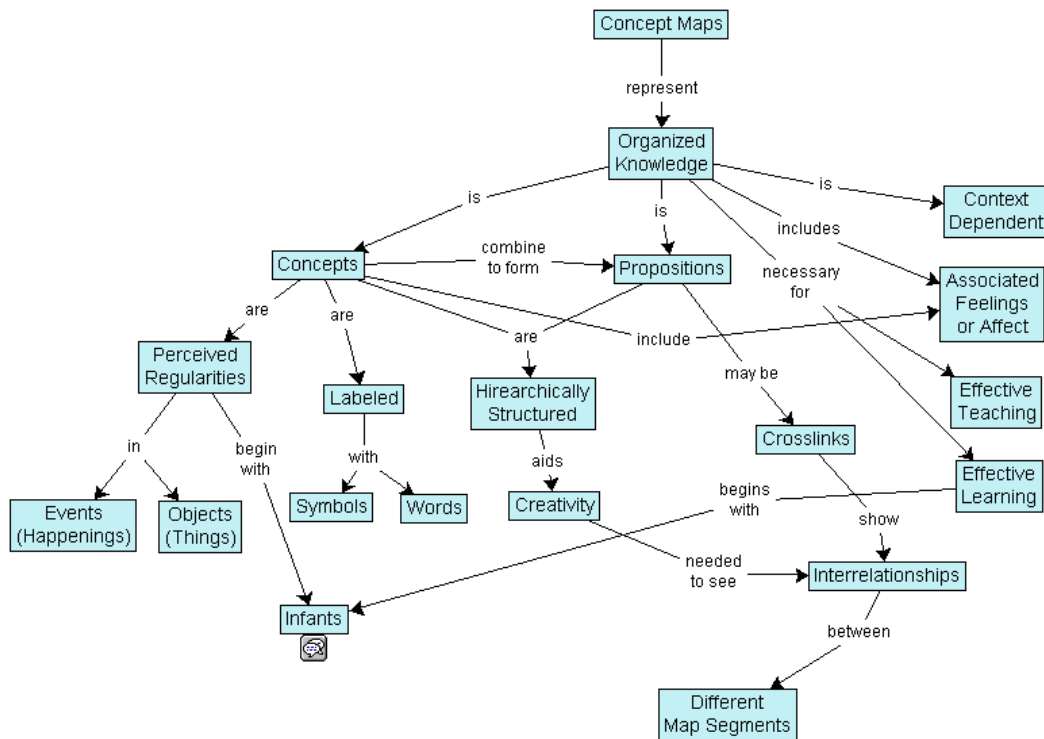 Concept Maps
represent
Organized
Knowledge
is
is
is
Context
Dependent
includes
combine
to form
Concepts
Propositions
necessary
for
Associated
Feelings
or Affect
are
are
are
include
Perceived
Regularities
may be
Labeled
Hirearchically
Structured
Effective
Teaching
in
begin
with
with
aids
Crosslinks
Effective
Learning
Events
(Happenings)
Objects
(Things)
Symbols
Words
Creativity
begins
with
show
needed
to see
Interrelationships
Infants
between
Different
Map Segments